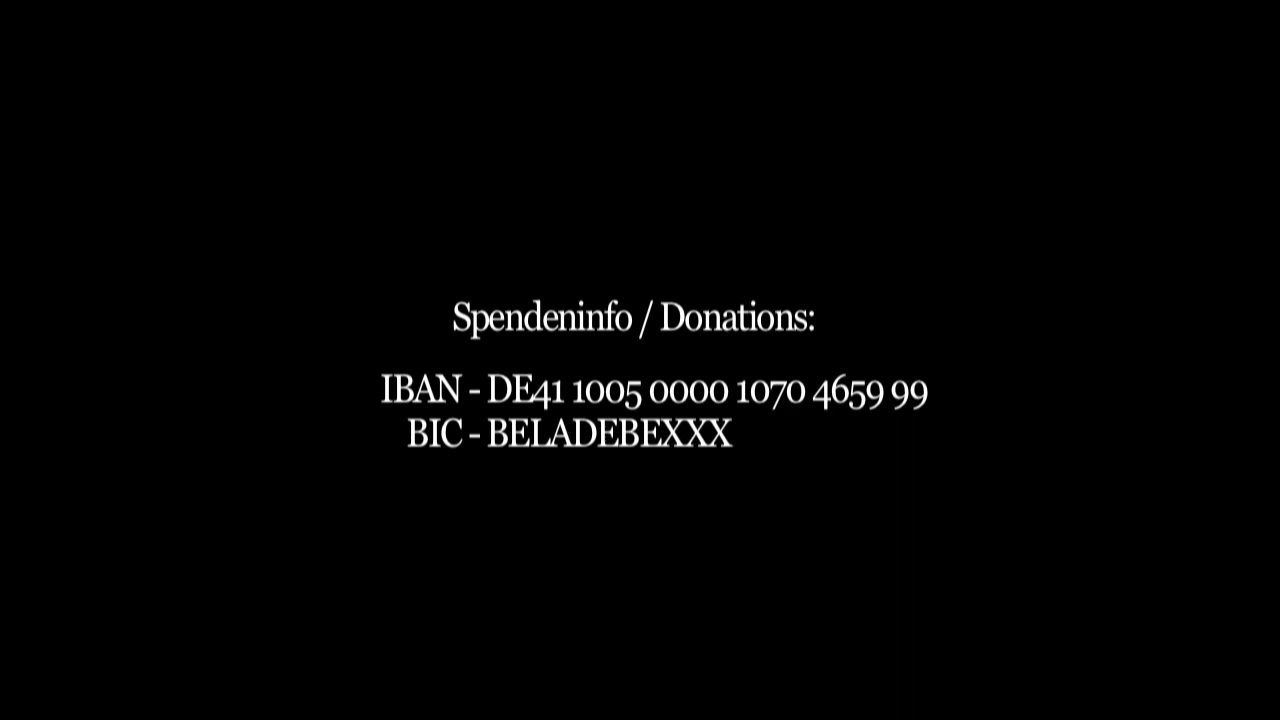 Spendeninfo / Donations:
IBAN - DE41 1005 0000 1070 4659 99
BIC - BELADEBEXXX